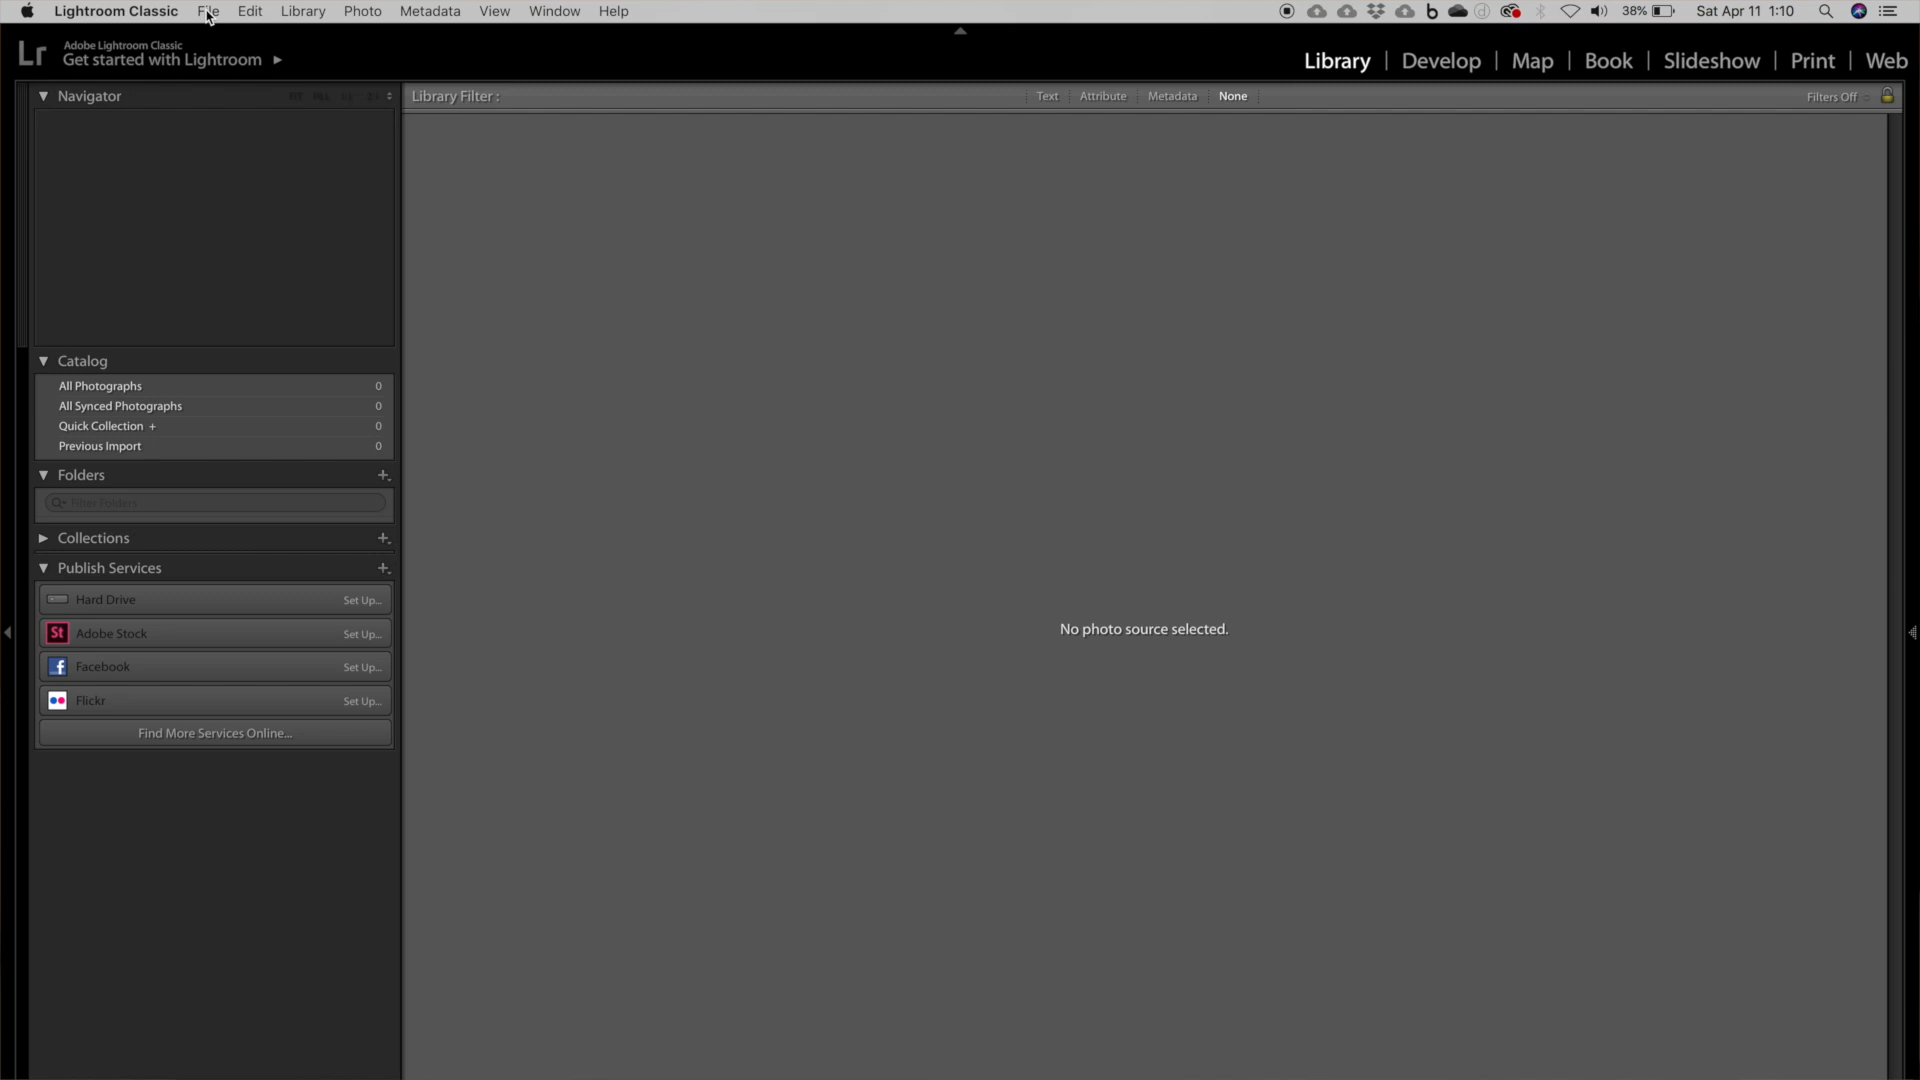 Lightroom Classic File Edit Library Photo Metadata View Window Help 38% Sat Apr 11 1:10
Lr
Adobe Lightroom Classic
Get started with Lightroom
Library | Develop | Map | Book | Slideshow | Print | Web
Navigator
Library Filter :
Text Attribute Metadata None
Filters Off
Catalog
All Photographs 0
All Synced Photographs 0
Quick Collection + 0
Previous Import 0
Folders +
Filter Folders
Collections +
Publish Services +
Hard Drive Set Up...
St Adobe Stock Set Up...
f Facebook Set Up...
Flickr Set Up...
Find More Services Online...
No photo source selected.